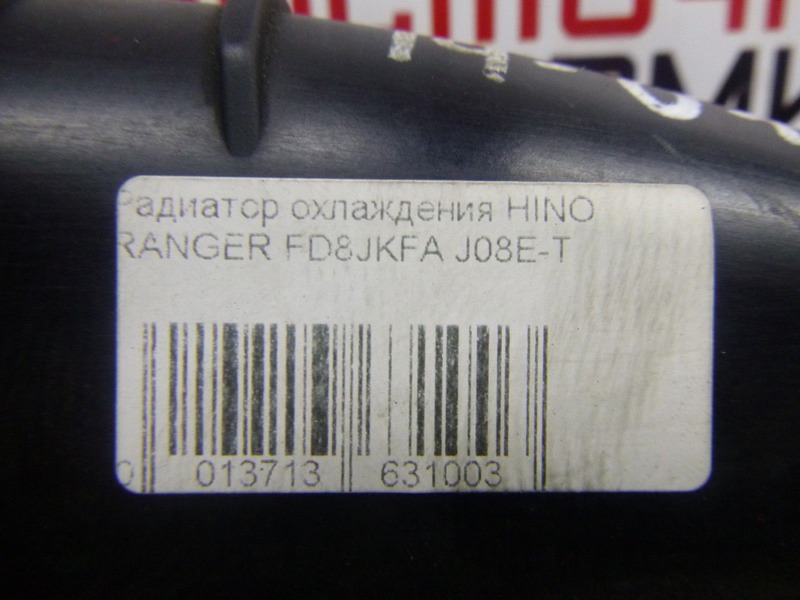 Радиатор охлаждения HINO
RANGER FD8JKFA J08E-T
0 013713 631003